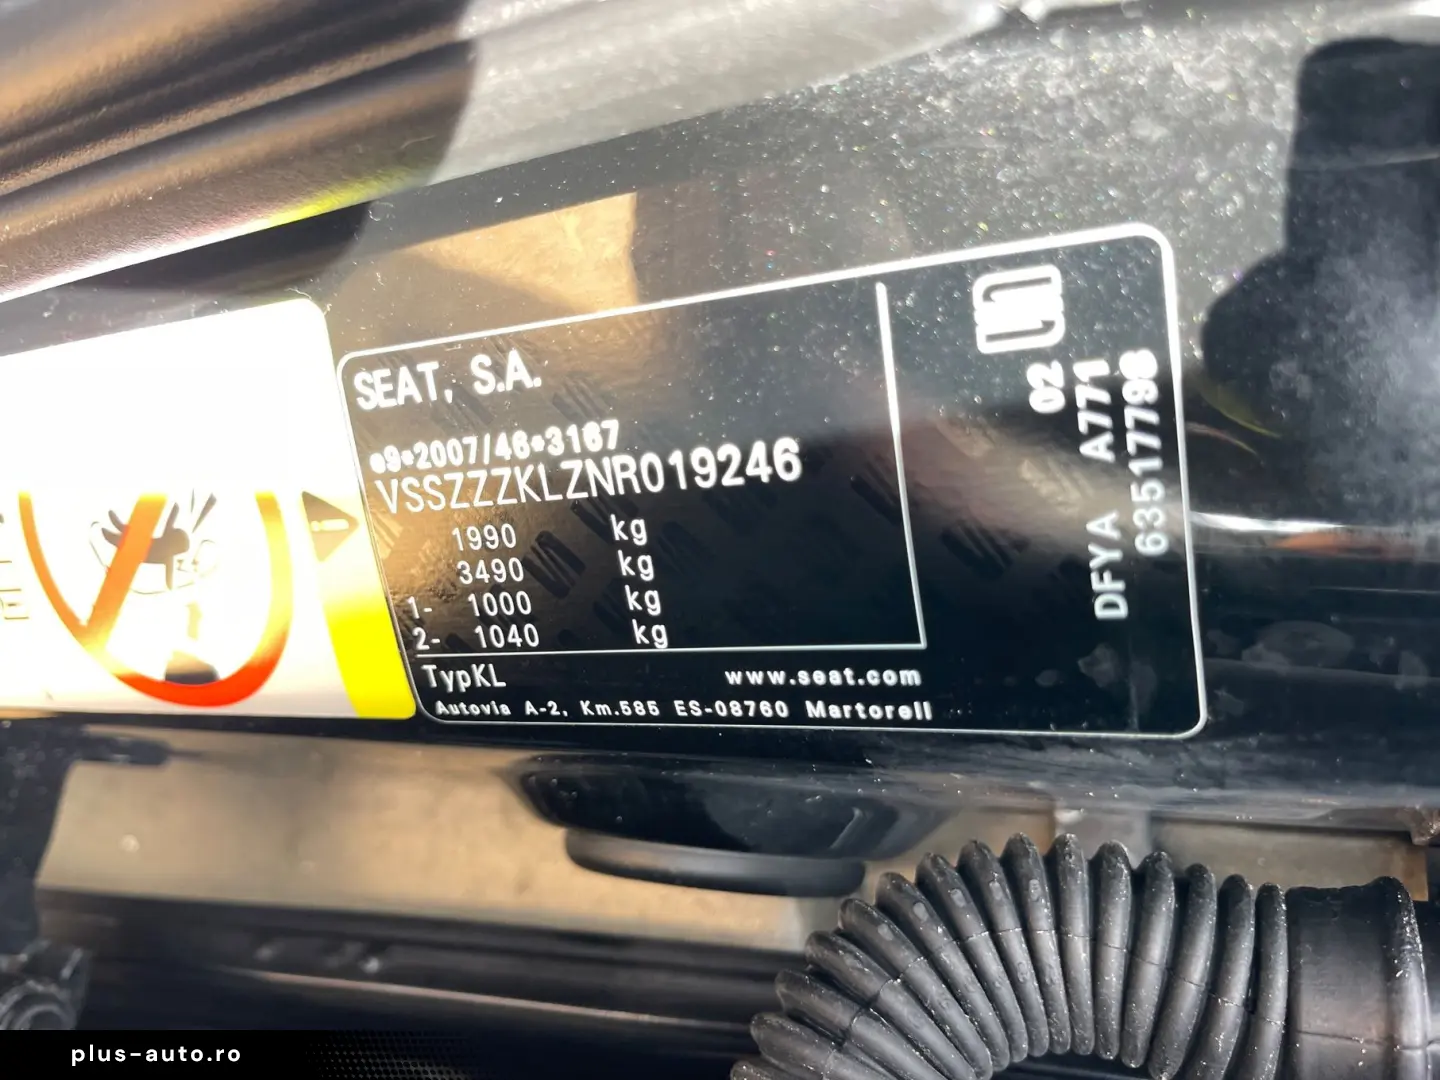 SEAT, S.A.
e9*2007/46*3167
VSSZZZKLZNR019246
1990 kg
3490 kg
1- 1000 kg
2- 1040 kg
TypKL www.seat.com
Autovia A-2, Km.585 ES-08760 Martorell
02
DFYA A771
63517798
plus-auto.ro